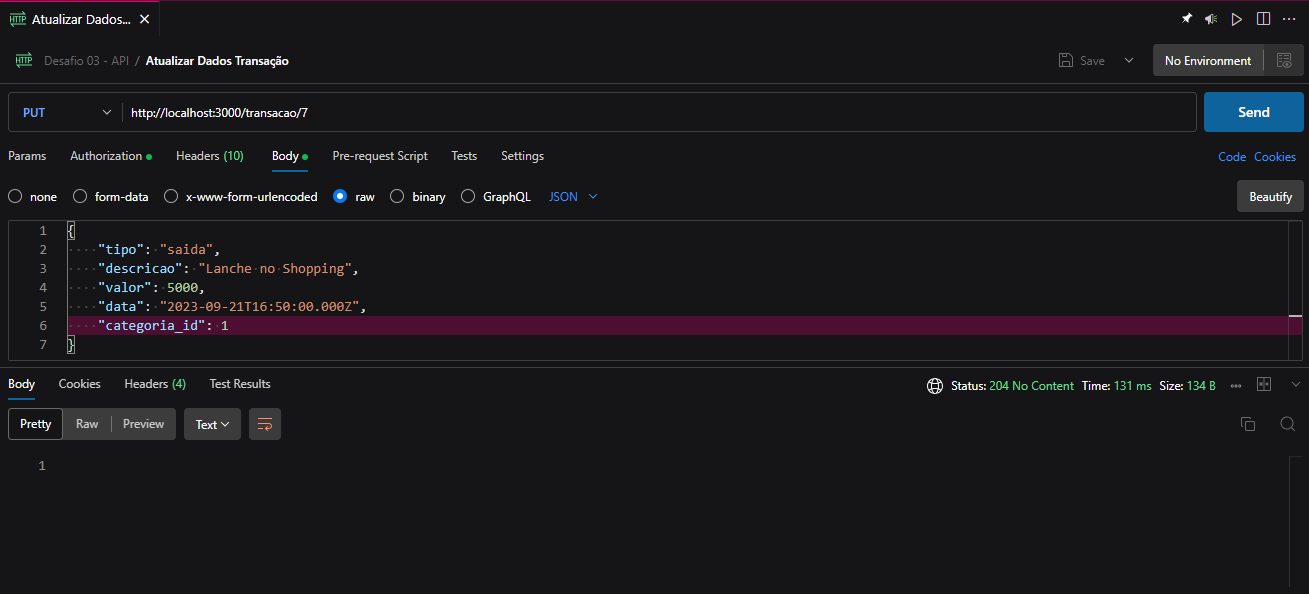 HTTP Atualizar Dados...
HTTP Desafio 03 - API / Atualizar Dados Transação Save No Environment
PUT http://localhost:3000/transacao/7 Send
Params Authorization Headers (10) Body Pre-request Script Tests Settings Code Cookies
none form-data x-www-form-urlencoded raw binary GraphQL JSON Beautify
1 {
2 "tipo": "saida",
3 "descricao": "Lanche no Shopping",
4 "valor": 5000,
5 "data": "2023-09-21T16:50:00.000Z",
6 "categoria_id": 1
7 }
Body Cookies Headers (4) Test Results Status: 204 No Content Time: 131 ms Size: 134 B
Pretty Raw Preview Text
1